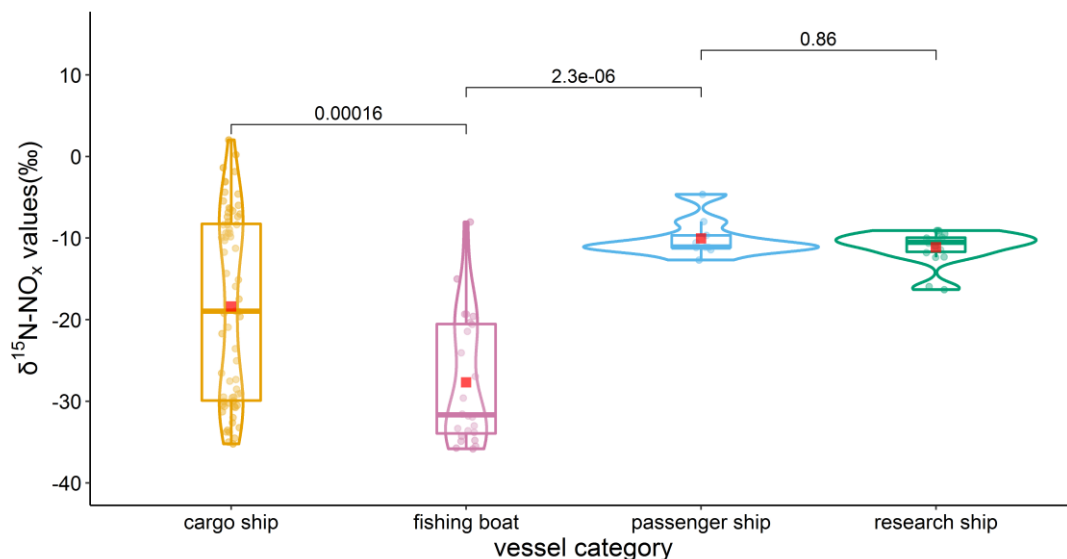 0.86
2.3e-06
0.00016
δ¹⁵N-NOₓ values(‰)
10
0
-10
-20
-30
-40
cargo ship
fishing boat
passenger ship
research ship
vessel category